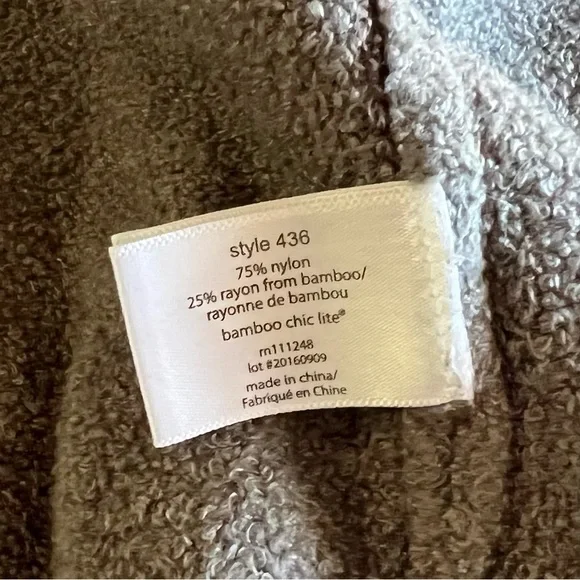 style 436
75% nylon
25% rayon from bamboo/
rayonne de bambou
bamboo chic lite®
rn111248
lot #20160909
made in china/
Fabriqué en Chine